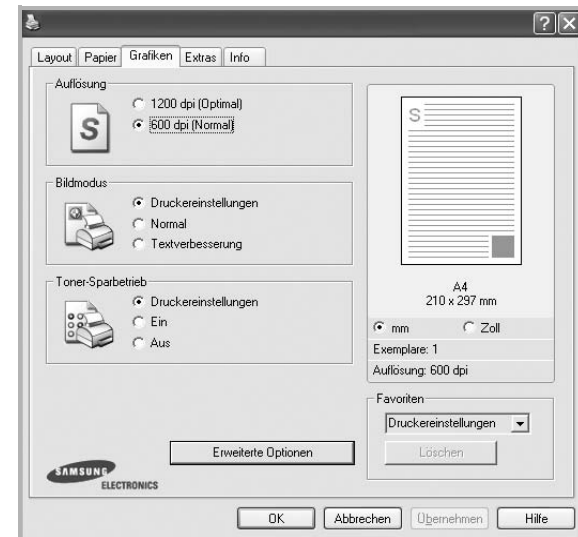 Layout Papier Grafiken Extras Info
Auflösung
S
1200 dpi (Optimal)
600 dpi (Normal)
Bildmodus
Druckereinstellungen
Normal
Textverbesserung
Toner-Sparbetrieb
Druckereinstellungen
Ein
Aus
Erweiterte Optionen
SAMSUNG
ELECTRONICS
S
A4
210 x 297 mm
mm Zoll
Exemplare: 1
Auflösung: 600 dpi
Favoriten
Druckereinstellungen
Löschen
OK Abbrechen Übernehmen Hilfe